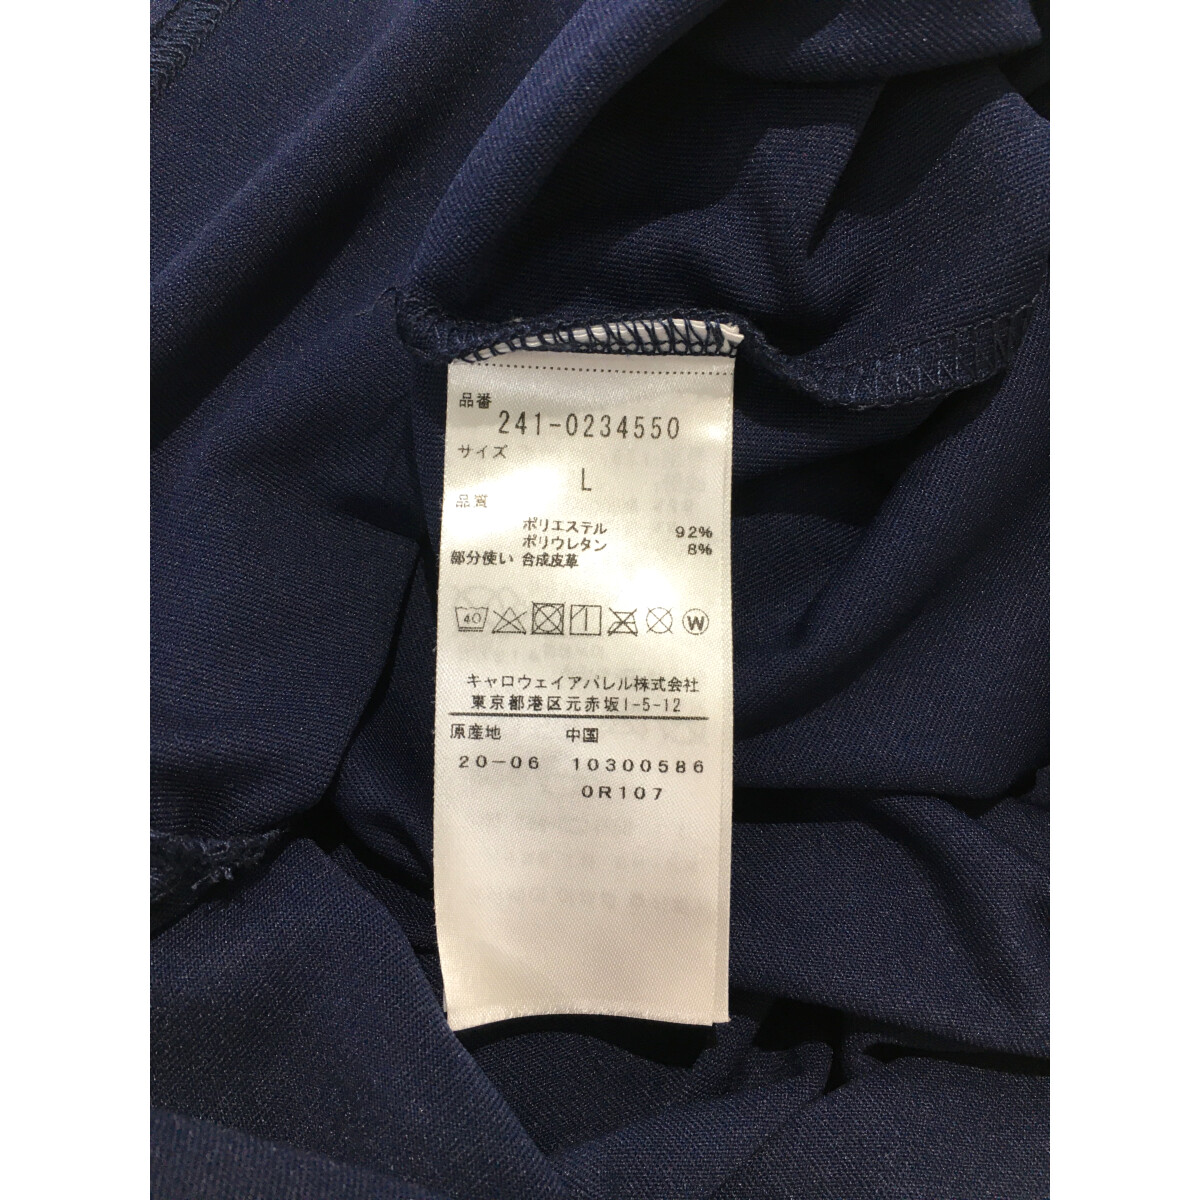 品番
241-0234550
サイズ
L
品質
ポリエステル 92%
ポリウレタン 8%
部分使い 合成皮革
40 W
キャロウェイアパレル株式会社
東京都港区元赤坂1-5-12
原産地 中国
20-06 10300586
0R107